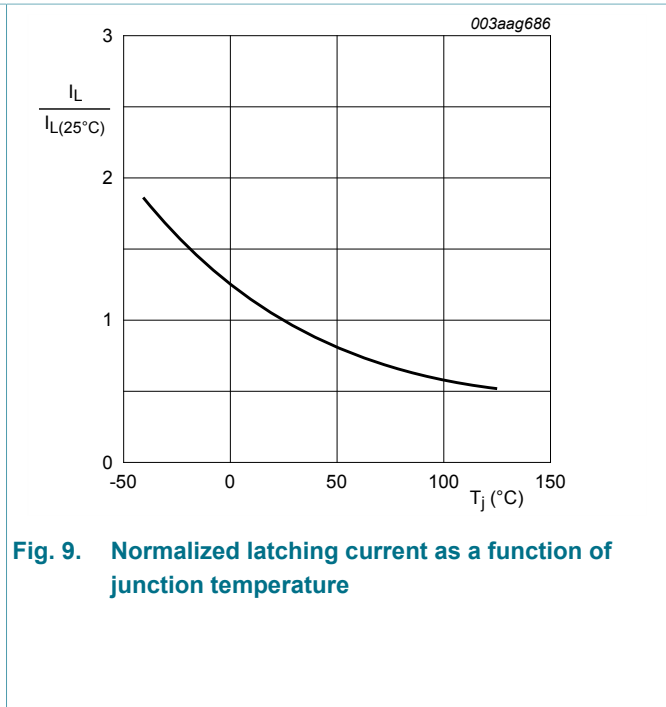 003aag686
3
I_L
I_L(25°C)
2
1
0
-50 0 50 100 150
T_j (°C)
Fig. 9. Normalized latching current as a function of
junction temperature